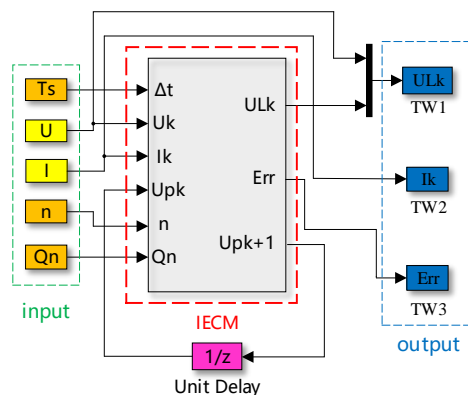 Ts
U
I
n
Qn
input
Δt
Uk
Ik
Upk
n
Qn
ULk
Err
Upk+1
IECM
1/z
Unit Delay
ULk
TW1
Ik
TW2
Err
TW3
output